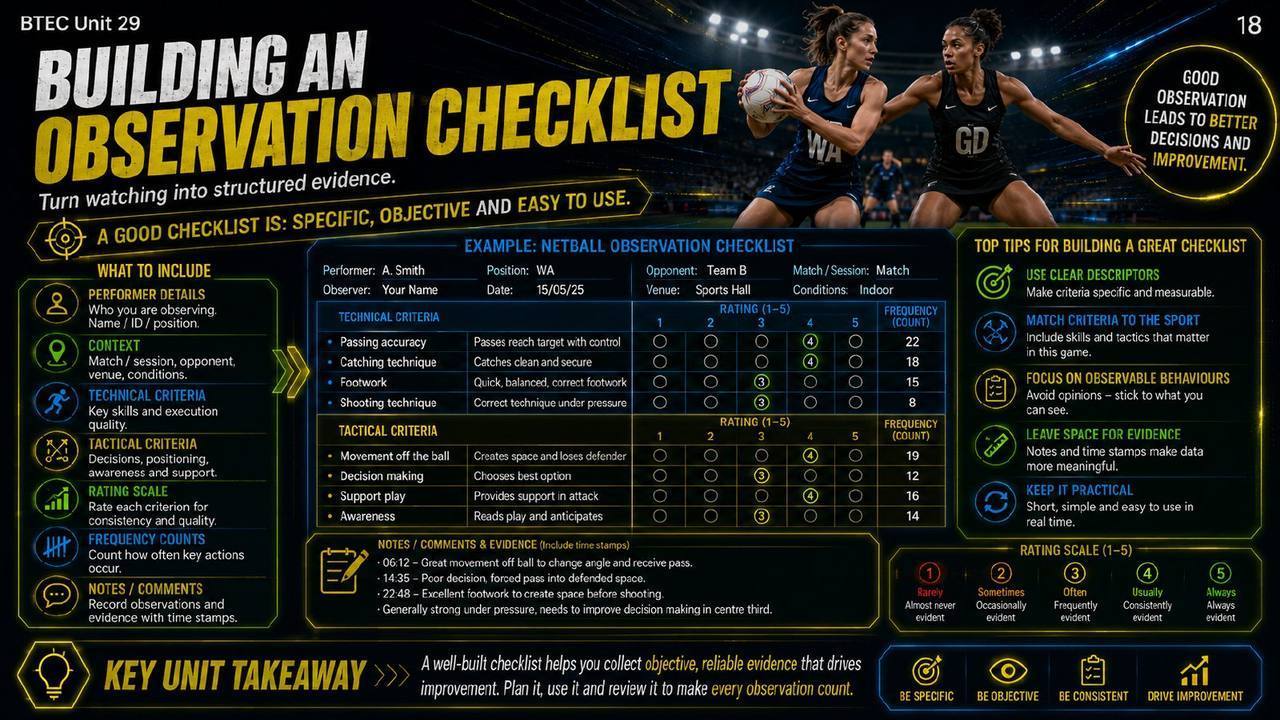 BTEC Unit 29
18
BUILDING AN
OBSERVATION CHECKLIST
Turn watching into structured evidence.
A GOOD CHECKLIST IS: SPECIFIC, OBJECTIVE AND EASY TO USE.
WA
GD
GOOD
OBSERVATION
LEADS TO BETTER
DECISIONS AND
IMPROVEMENT.
WHAT TO INCLUDE
PERFORMER DETAILS
Who you are observing.
Name / ID / position.
CONTEXT
Match / session, opponent,
venue, conditions.
TECHNICAL CRITERIA
Key skills and execution
quality.
TACTICAL CRITERIA
Decisions, positioning,
awareness and support.
RATING SCALE
Rate each criterion for
consistency and quality.
FREQUENCY COUNTS
Count how often key actions
occur.
NOTES / COMMENTS
Record observations and
evidence with time stamps.
EXAMPLE: NETBALL OBSERVATION CHECKLIST
Performer: A. Smith Position: WA Opponent: Team B Match / Session: Match
Observer: Your Name Date: 15/05/25 Venue: Sports Hall Conditions: Indoor
TECHNICAL CRITERIA RATING (1–5) FREQUENCY (COUNT)
1 2 3 4 5
• Passing accuracy Passes reach target with control 4 22
• Catching technique Catches clean and secure 4 18
• Footwork Quick, balanced, correct footwork 3 15
• Shooting technique Correct technique under pressure 3 8
TACTICAL CRITERIA RATING (1–5) FREQUENCY (COUNT)
1 2 3 4 5
• Movement off the ball Creates space and loses defender 4 19
• Decision making Chooses best option 3 12
• Support play Provides support in attack 4 16
• Awareness Reads play and anticipates 3 14
NOTES / COMMENTS & EVIDENCE (Include time stamps)
• 06:12 – Great movement off ball to change angle and receive pass.
• 14:35 – Poor decision, forced pass into defended space.
• 22:48 – Excellent footwork to create space before shooting.
• Generally strong under pressure, needs to improve decision making in centre third.
TOP TIPS FOR BUILDING A GREAT CHECKLIST
USE CLEAR DESCRIPTORS
Make criteria specific and measurable.
MATCH CRITERIA TO THE SPORT
Include skills and tactics that matter
in this game.
FOCUS ON OBSERVABLE BEHAVIOURS
Avoid opinions – stick to what you
can see.
LEAVE SPACE FOR EVIDENCE
Notes and time stamps make data
more meaningful.
KEEP IT PRACTICAL
Short, simple and easy to use in
real time.
RATING SCALE (1–5)
1 2 3 4 5
Rarely Sometimes Often Usually Always
Almost never Occasionally Frequently Consistently Always
evident evident evident evident evident
KEY UNIT TAKEAWAY
A well-built checklist helps you collect objective, reliable evidence that drives
improvement. Plan it, use it and review it to make every observation count.
BE SPECIFIC BE OBJECTIVE BE CONSISTENT DRIVE IMPROVEMENT